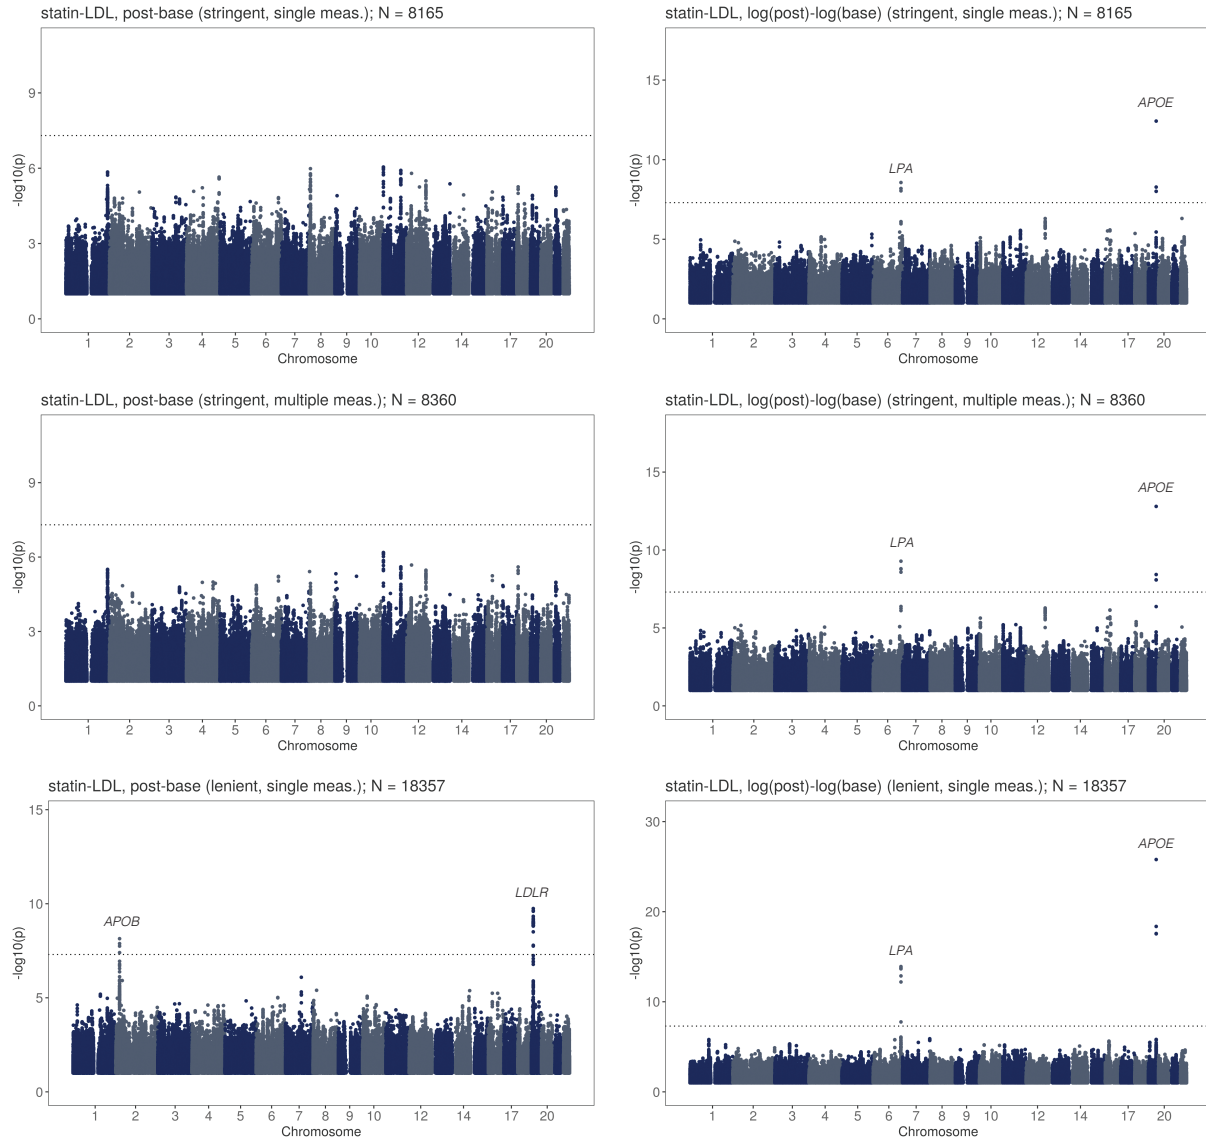 statin-LDL, post-base (stringent, single meas.); N = 8165
9
6
3
0
-log10(p)
1 2 3 4 5 6 7 8 9 10 12 14 17 20
Chromosome
statin-LDL, log(post)-log(base) (stringent, single meas.); N = 8165
15
10
5
0
-log10(p)
APOE
LPA
1 2 3 4 5 6 7 8 9 10 12 14 17 20
Chromosome
statin-LDL, post-base (stringent, multiple meas.); N = 8360
9
6
3
0
-log10(p)
1 2 3 4 5 6 7 8 9 10 12 14 17 20
Chromosome
statin-LDL, log(post)-log(base) (stringent, multiple meas.); N = 8360
15
10
5
0
-log10(p)
APOE
LPA
1 2 3 4 5 6 7 8 9 10 12 14 17 20
Chromosome
statin-LDL, post-base (lenient, single meas.); N = 18357
15
10
5
0
-log10(p)
LDLR
APOB
1 2 3 4 5 6 7 8 9 10 12 14 17 20
Chromosome
statin-LDL, log(post)-log(base) (lenient, single meas.); N = 18357
30
20
10
0
-log10(p)
APOE
LPA
1 2 3 4 5 6 7 8 9 10 12 14 17 20
Chromosome